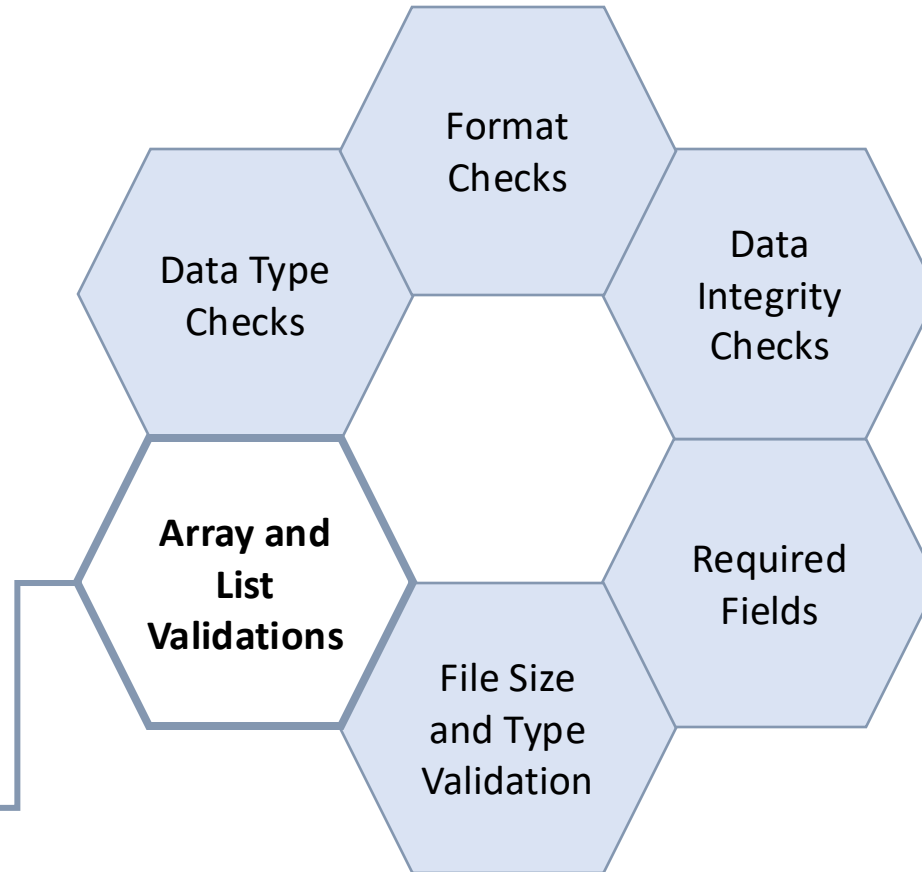 Format
Checks
Data Type
Checks
Data
Integrity
Checks
Array and
List
Validations
Required
Fields
File Size
and Type
Validation